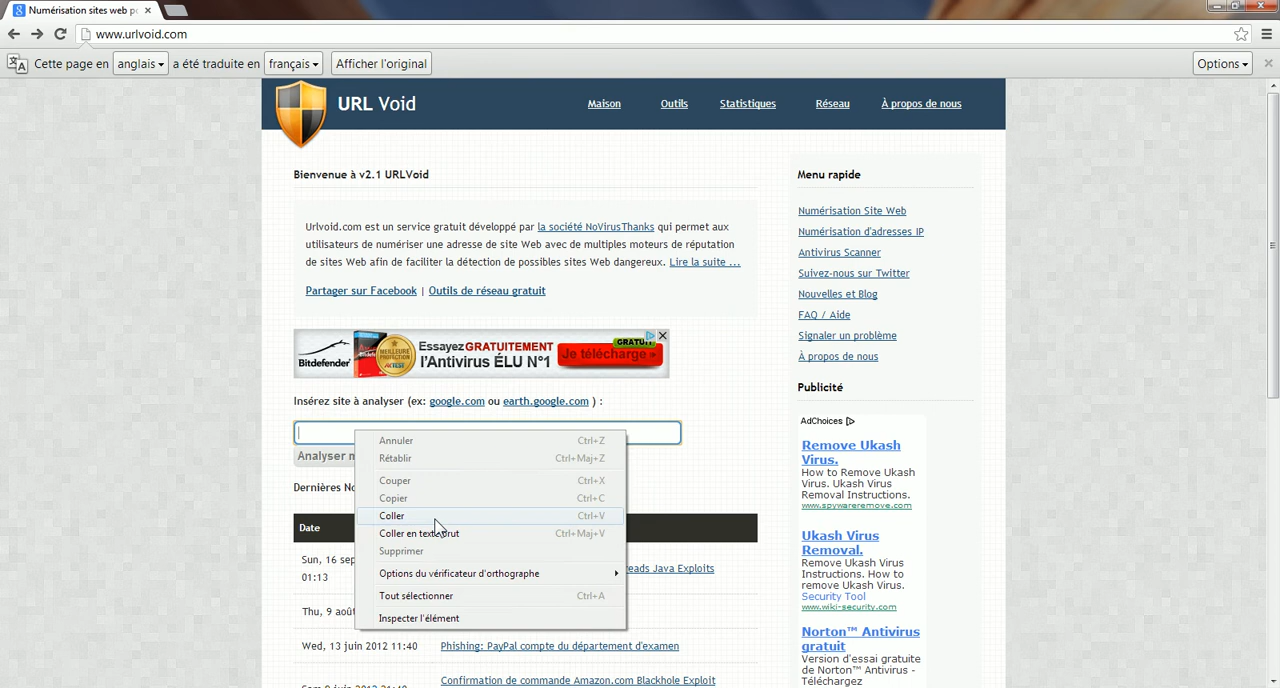 Numérisation sites web p
www.urlvoid.com
Cette page en anglais a été traduite en français Afficher l'original Options
URL Void
Maison Outils Statistiques Réseau À propos de nous
Bienvenue à v2.1 URLVoid
Urlvoid.com est un service gratuit développé par la société NoVirusThanks qui permet aux
utilisateurs de numériser une adresse de site Web avec de multiples moteurs de réputation
de sites Web afin de faciliter la détection de possibles sites Web dangereux. Lire la suite ...
Partager sur Facebook | Outils de réseau gratuit
Bitdefender
MEILLEURE
PROTECTION
Essayez GRATUITEMENT
l'Antivirus ÉLU N°1
GRATUIT
Je télécharge
Insérez site à analyser (ex: google.com ou earth.google.com ) :
Analyser m
Annuler Ctrl+Z
Rétablir Ctrl+Maj+Z
Couper Ctrl+X
Copier Ctrl+C
Coller Ctrl+V
Coller en texte brut Ctrl+Maj+V
Supprimer
Options du vérificateur d'orthographe
Tout sélectionner Ctrl+A
Inspecter l'élément
Dernières No
Date
Sun, 16 sep
01:13
reads Java Exploits
Thu, 9 août
Wed, 13 juin 2012 11:40 Phishing: PayPal compte du département d'examen
Confirmation de commande Amazon.com Blackhole Exploit
Menu rapide
Numérisation Site Web
Numérisation d'adresses IP
Antivirus Scanner
Suivez-nous sur Twitter
Nouvelles et Blog
FAQ / Aide
Signaler un problème
À propos de nous
Publicité
AdChoices
Remove Ukash
Virus.
How to Remove Ukash
Virus. Ukash Virus
Removal Instructions.
www.spywareremove.com
Ukash Virus
Removal.
Remove Ukash Virus
Instructions. How to
remove Ukash Virus.
Security Tool
www.wiki-security.com
Norton™ Antivirus
gratuit
Version d'essai gratuite
de Norton™ Antivirus -
Téléchargez